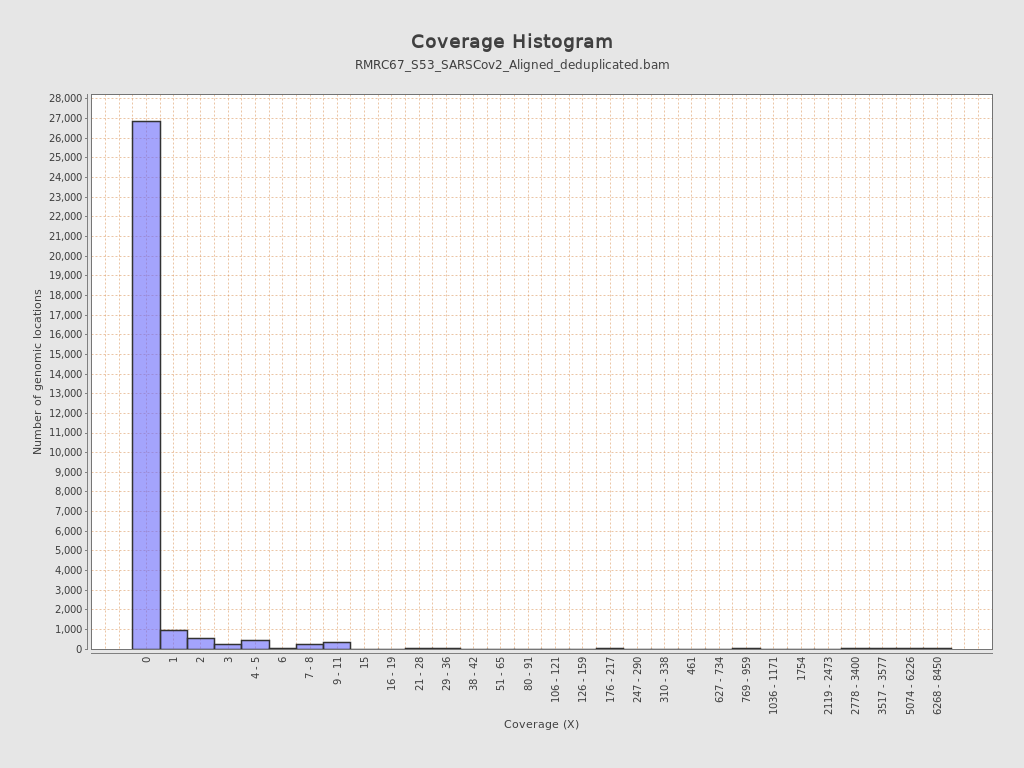 Coverage Histogram
RMRC67_S53_SARSCov2_Aligned_deduplicated.bam
28,000
27,000
26,000
25,000
24,000
23,000
22,000
21,000
20,000
19,000
18,000
17,000
16,000
15,000
14,000
13,000
12,000
11,000
10,000
9,000
8,000
7,000
6,000
5,000
4,000
3,000
2,000
1,000
0
Number of genomic locations
0
1
2
3
4 - 5
6
7 - 8
9 - 11
15
16 - 19
21 - 28
29 - 36
38 - 42
51 - 65
80 - 91
106 - 121
126 - 159
176 - 217
247 - 290
310 - 338
461
627 - 734
769 - 959
1036 - 1171
1754
2119 - 2473
2778 - 3400
3517 - 3577
5074 - 6226
6268 - 8450
Coverage (X)